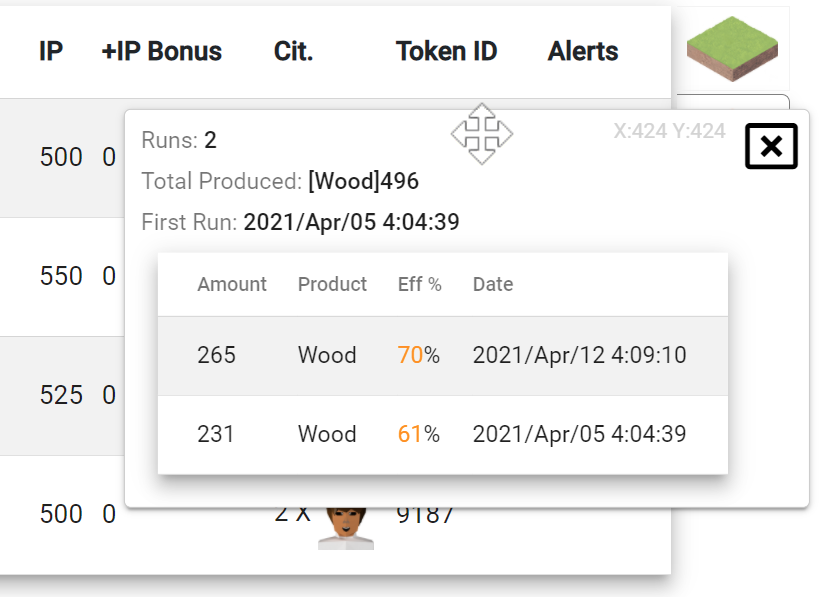 IP +IP Bonus Cit. Token ID Alerts
500 0
Runs: 2
X:424 Y:424
Total Produced: [Wood]496
First Run: 2021/Apr/05 4:04:39
550 0
Amount Product Eff % Date
265 Wood 70% 2021/Apr/12 4:09:10
525 0
231 Wood 61% 2021/Apr/05 4:04:39
500 0 2 X 9187